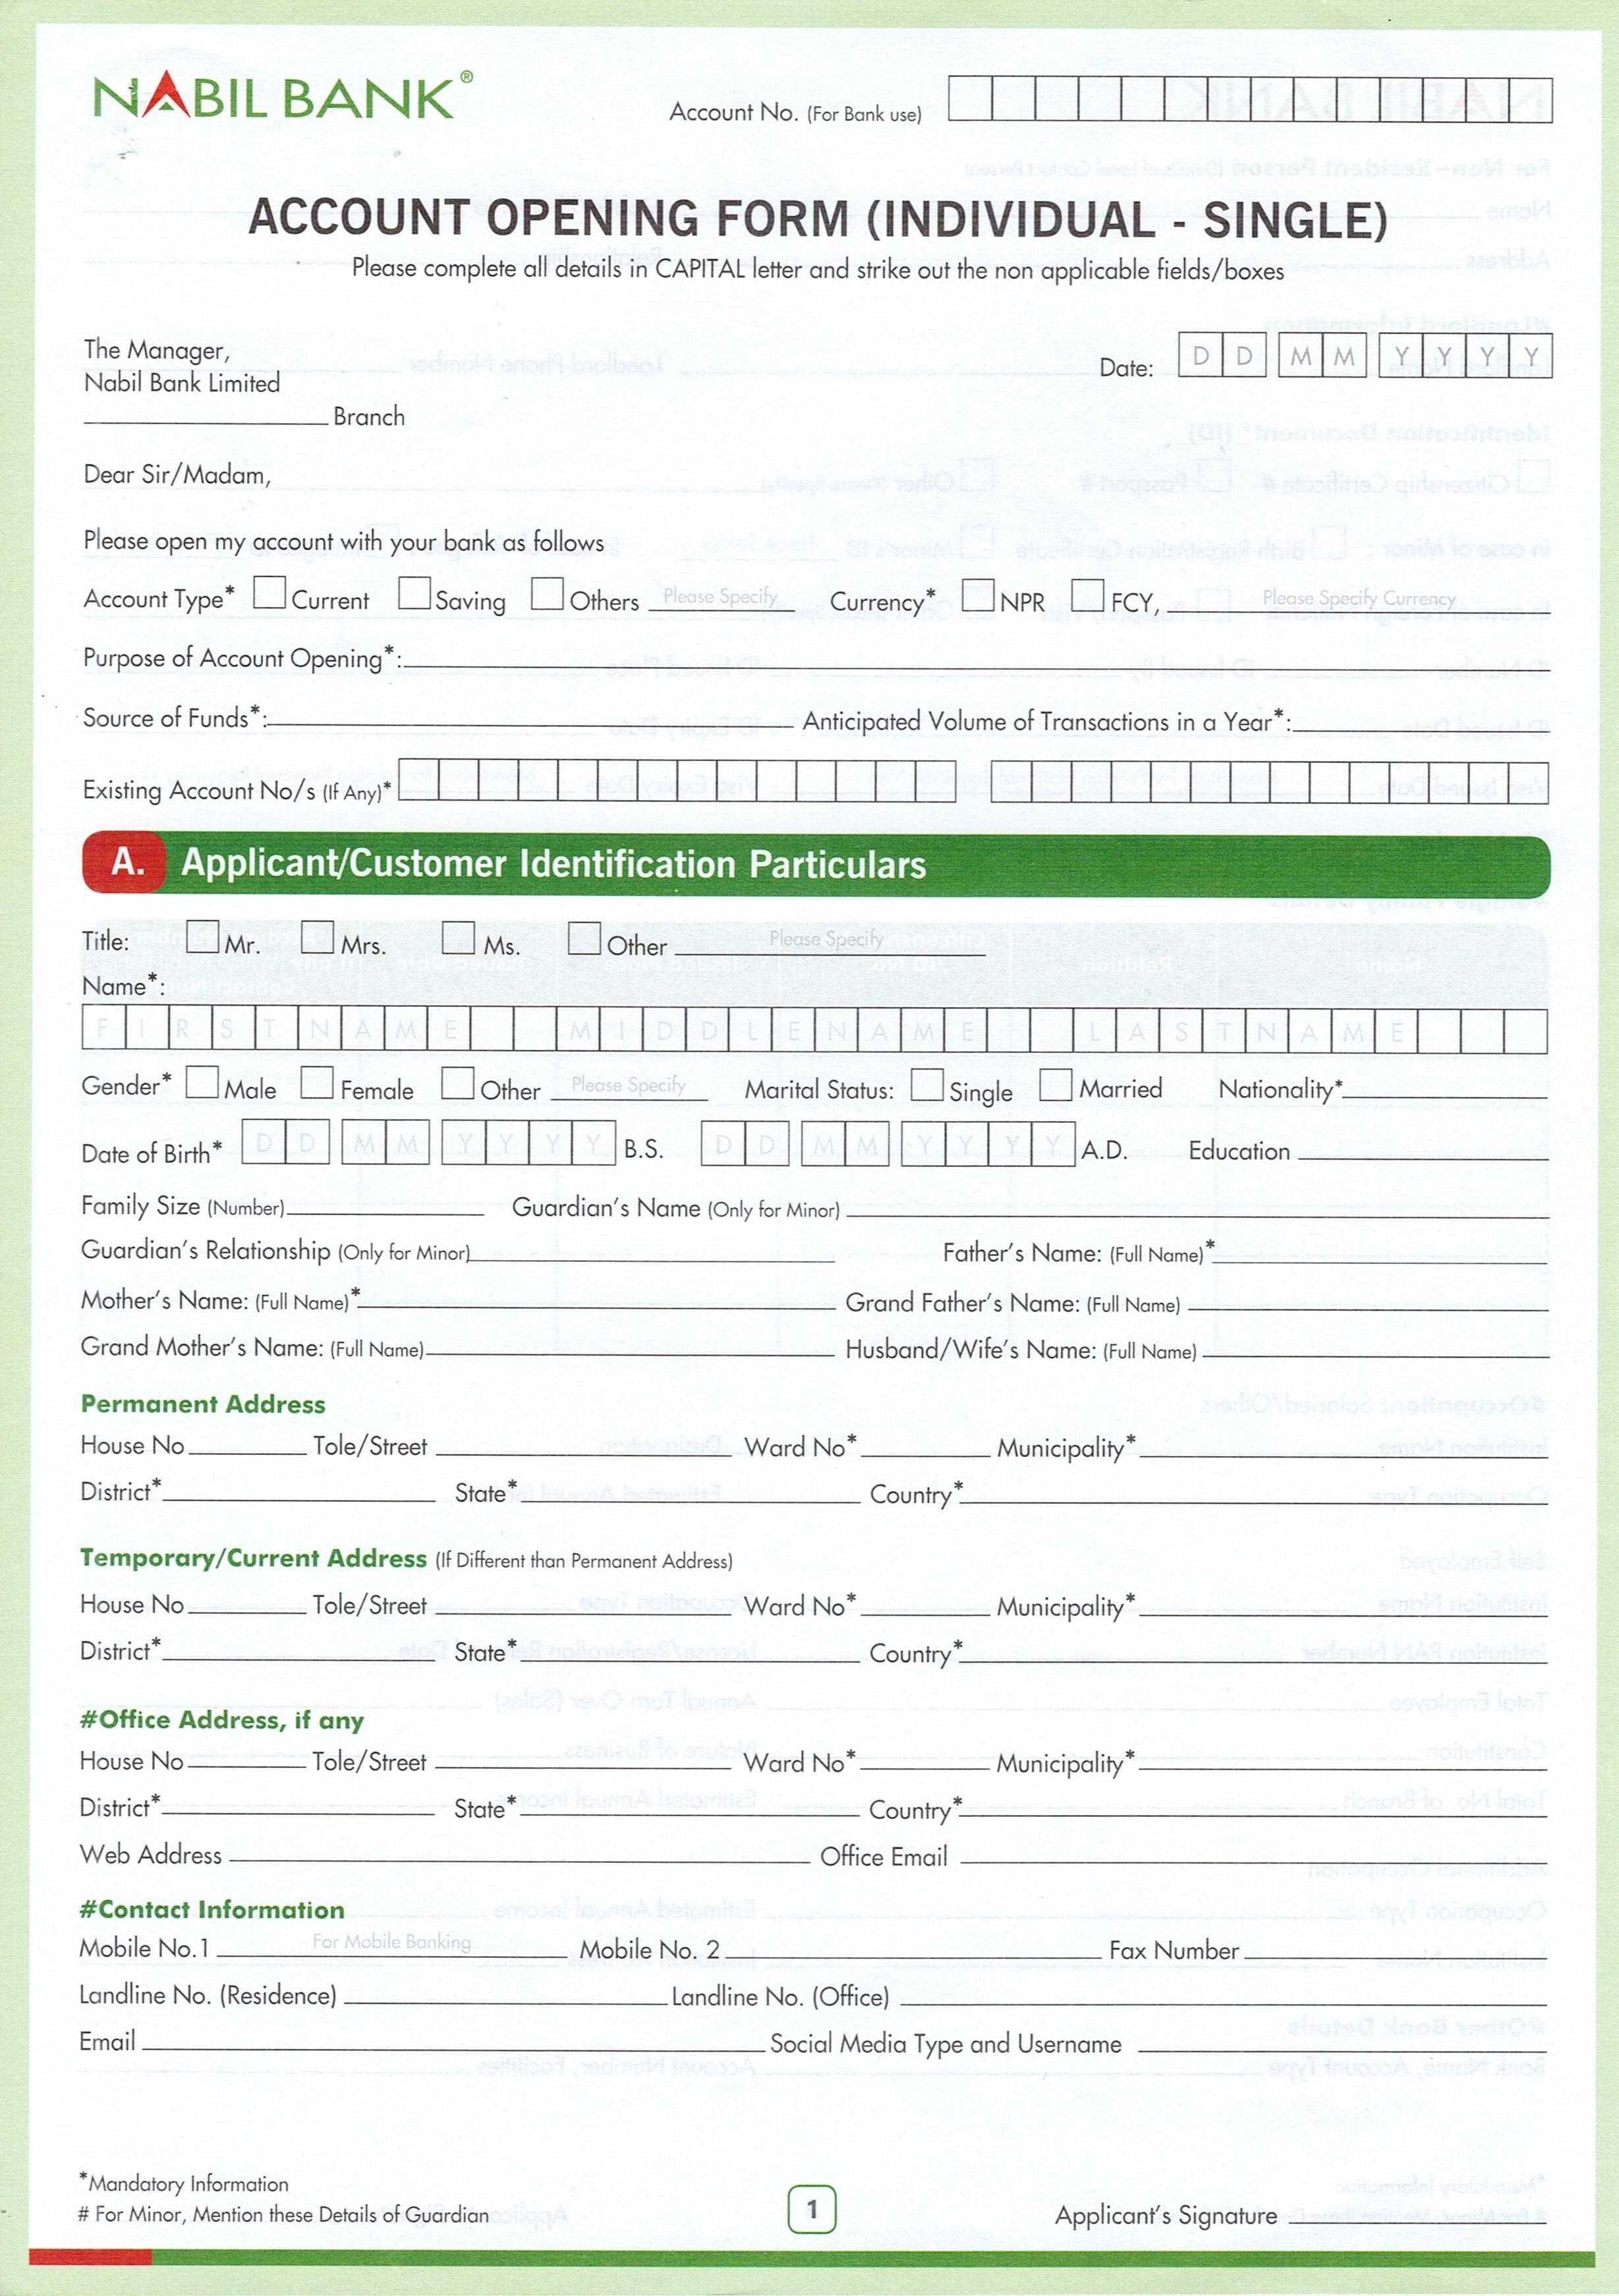 NABIL BANK®
Account No. (For Bank use)
ACCOUNT OPENING FORM (INDIVIDUAL - SINGLE)
Please complete all details in CAPITAL letter and strike out the non applicable fields/boxes
The Manager,
Nabil Bank Limited
Branch
Date: D D M M Y Y Y Y
Dear Sir/Madam,
Please open my account with your bank as follows
Account Type* Current Saving Others Please Specify Currency* NPR FCY, Please Specify Currency
Purpose of Account Opening*:
Source of Funds*: Anticipated Volume of Transactions in a Year*:
Existing Account No/s (If Any)*
A. Applicant/Customer Identification Particulars
Title: Mr. Mrs. Ms. Other Please Specify
Name*:
F I R S T N A M E M I D D L E N A M E L A S T N A M E
Gender* Male Female Other Please Specify Marital Status: Single Married Nationality*
Date of Birth* D D M M Y Y Y Y B.S. D D M M Y Y Y Y A.D. Education
Family Size (Number) Guardian's Name (Only for Minor)
Guardian's Relationship (Only for Minor) Father's Name: (Full Name)*
Mother's Name: (Full Name)* Grand Father's Name: (Full Name)
Grand Mother's Name: (Full Name) Husband/Wife's Name: (Full Name)
Permanent Address
House No Tole/Street Ward No* Municipality*
District* State* Country*
Temporary/Current Address (If Different than Permanent Address)
House No Tole/Street Ward No* Municipality*
District* State* Country*
#Office Address, if any
House No Tole/Street Ward No* Municipality*
District* State* Country*
Web Address Office Email
#Contact Information
Mobile No.1 For Mobile Banking Mobile No. 2 Fax Number
Landline No. (Residence) Landline No. (Office)
Email Social Media Type and Username
*Mandatory Information
# For Minor, Mention these Details of Guardian
1
Applicant's Signature